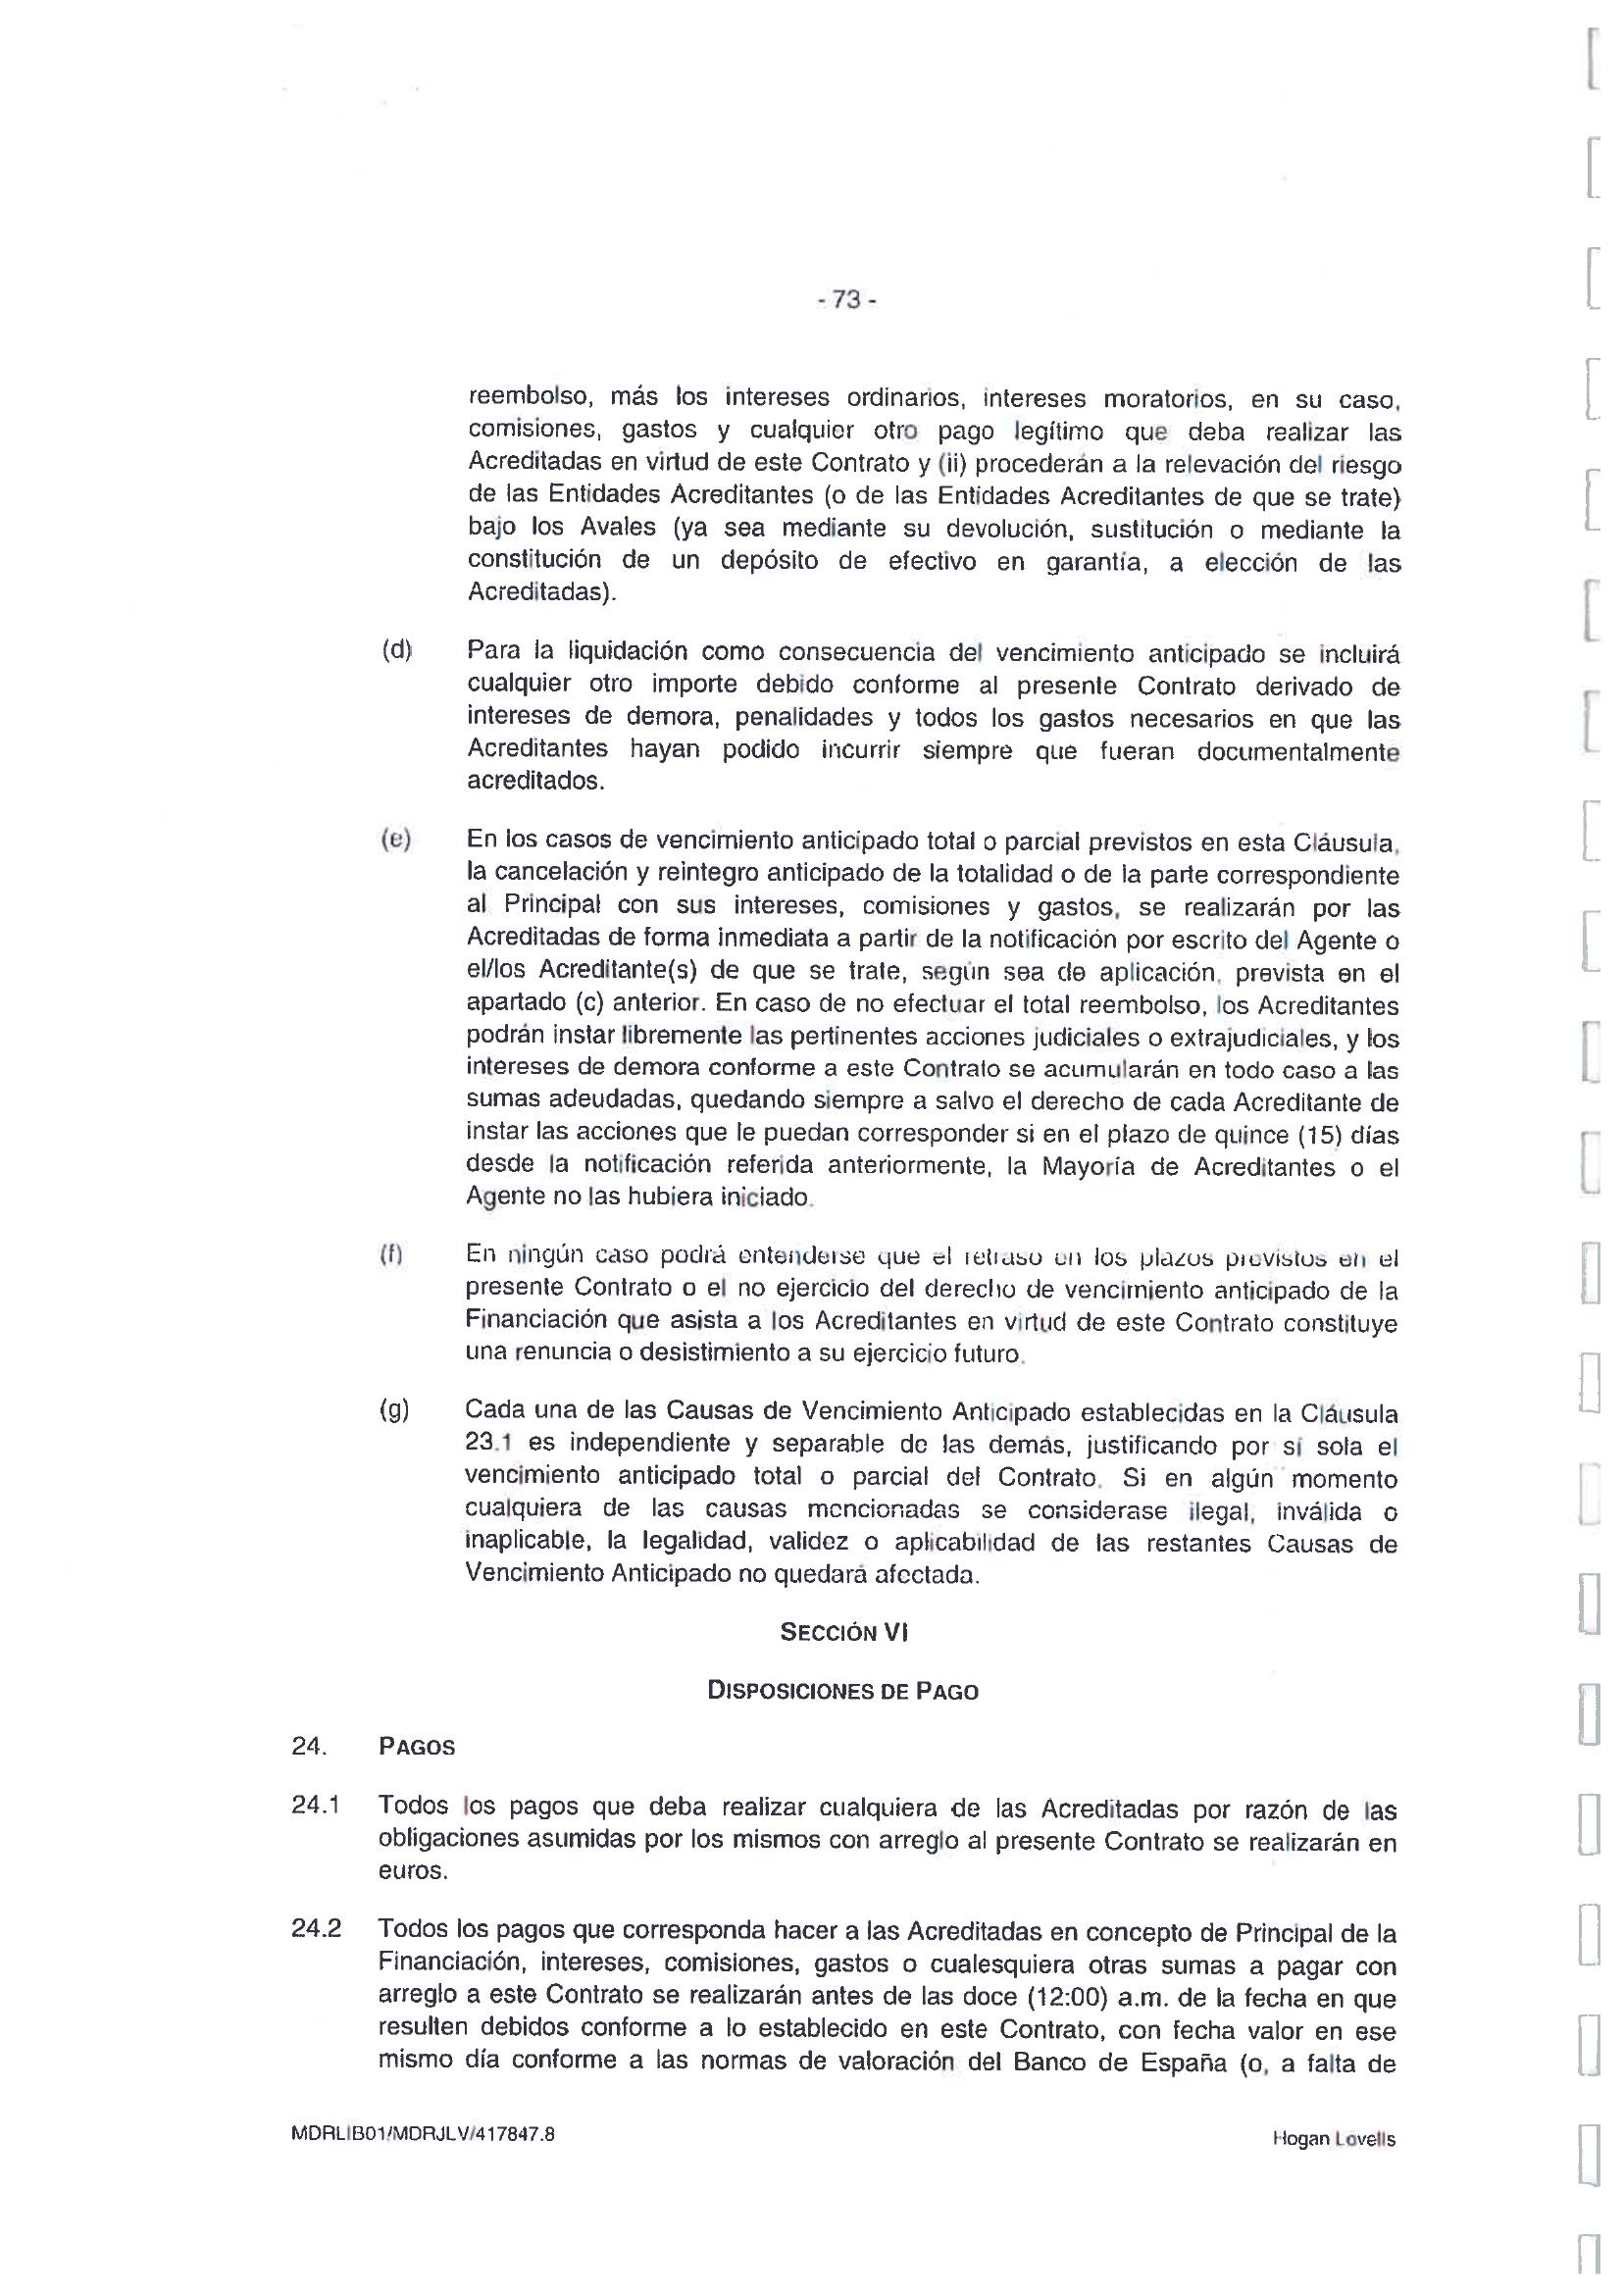 - 73 -
reembolso, más los intereses ordinarios, intereses moratorios, en su caso,
comisiones, gastos y cualquier otro pago legítimo que deba realizar las
Acreditadas en virtud de este Contrato y (ii) procederán a la relevación del riesgo
de las Entidades Acreditantes (o de las Entidades Acreditantes de que se trate)
bajo los Avales (ya sea mediante su devolución, sustitución o mediante la
constitución de un depósito de efectivo en garantía, a elección de las
Acreditadas).
(d) Para la liquidación como consecuencia del vencimiento anticipado se incluirá
cualquier otro importe debido conforme al presente Contrato derivado de
intereses de demora, penalidades y todos los gastos necesarios en que las
Acreditantes hayan podido incurrir siempre que fueran documentalmente
acreditados.
(e) En los casos de vencimiento anticipado total o parcial previstos en esta Cláusula,
la cancelación y reintegro anticipado de la totalidad o de la parte correspondiente
al Principal con sus intereses, comisiones y gastos, se realizarán por las
Acreditadas de forma inmediata a partir de la notificación por escrito del Agente o
el/los Acreditante(s) de que se trate, según sea de aplicación, prevista en el
apartado (c) anterior. En caso de no efectuar el total reembolso, los Acreditantes
podrán instar libremente las pertinentes acciones judiciales o extrajudiciales, y los
intereses de demora conforme a este Contrato se acumularán en todo caso a las
sumas adeudadas, quedando siempre a salvo el derecho de cada Acreditante de
instar las acciones que le puedan corresponder si en el plazo de quince (15) días
desde la notificación referida anteriormente, la Mayoría de Acreditantes o el
Agente no las hubiera iniciado.
(f) En ningún caso podrá entenderse que el retraso en los plazos previstos en el
presente Contrato o el no ejercicio del derecho de vencimiento anticipado de la
Financiación que asista a los Acreditantes en virtud de este Contrato constituye
una renuncia o desistimiento a su ejercicio futuro.
(g) Cada una de las Causas de Vencimiento Anticipado establecidas en la Cláusula
23.1 es independiente y separable de las demás, justificando por sí sola el
vencimiento anticipado total o parcial del Contrato. Si en algún momento
cualquiera de las causas mencionadas se considerase ilegal, inválida o
inaplicable, la legalidad, validez o aplicabilidad de las restantes Causas de
Vencimiento Anticipado no quedará afectada.
SECCIÓN VI
DISPOSICIONES DE PAGO
24. PAGOS
24.1 Todos los pagos que deba realizar cualquiera de las Acreditadas por razón de las
obligaciones asumidas por los mismos con arreglo al presente Contrato se realizarán en
euros.
24.2 Todos los pagos que corresponda hacer a las Acreditadas en concepto de Principal de la
Financiación, intereses, comisiones, gastos o cualesquiera otras sumas a pagar con
arreglo a este Contrato se realizarán antes de las doce (12:00) a.m. de la fecha en que
resulten debidos conforme a lo establecido en este Contrato, con fecha valor en ese
mismo día conforme a las normas de valoración del Banco de España (o, a falta de
MDRLIB01/MDRJLV/417847.8
Hogan Lovells